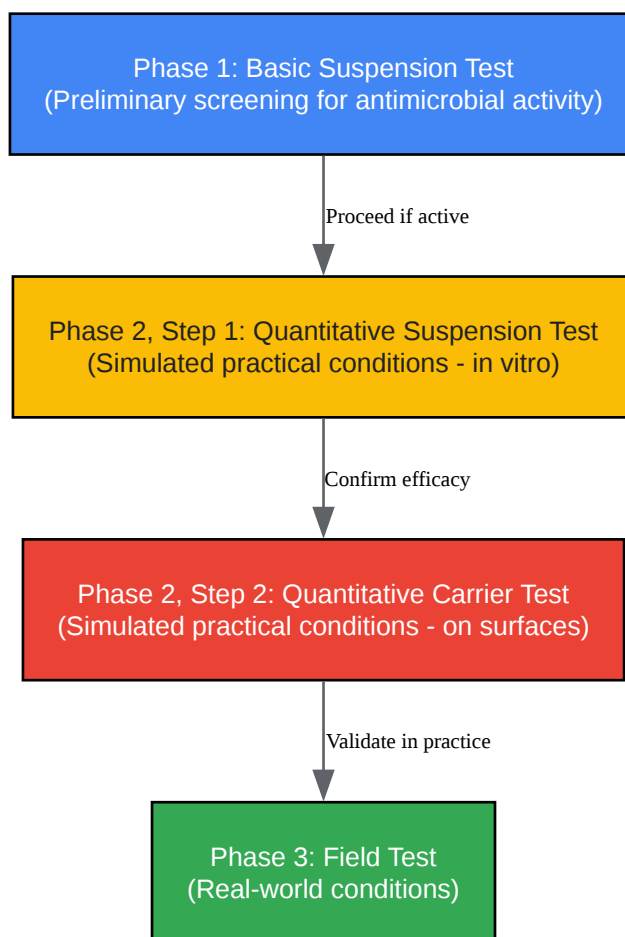 Phase 1: Basic Suspension Test
(Preliminary screening for antimicrobial activity)
Proceed if active
Phase 2, Step 1: Quantitative Suspension Test
(Simulated practical conditions - in vitro)
Confirm efficacy
Phase 2, Step 2: Quantitative Carrier Test
(Simulated practical conditions - on surfaces)
Validate in practice
Phase 3: Field Test
(Real-world conditions)